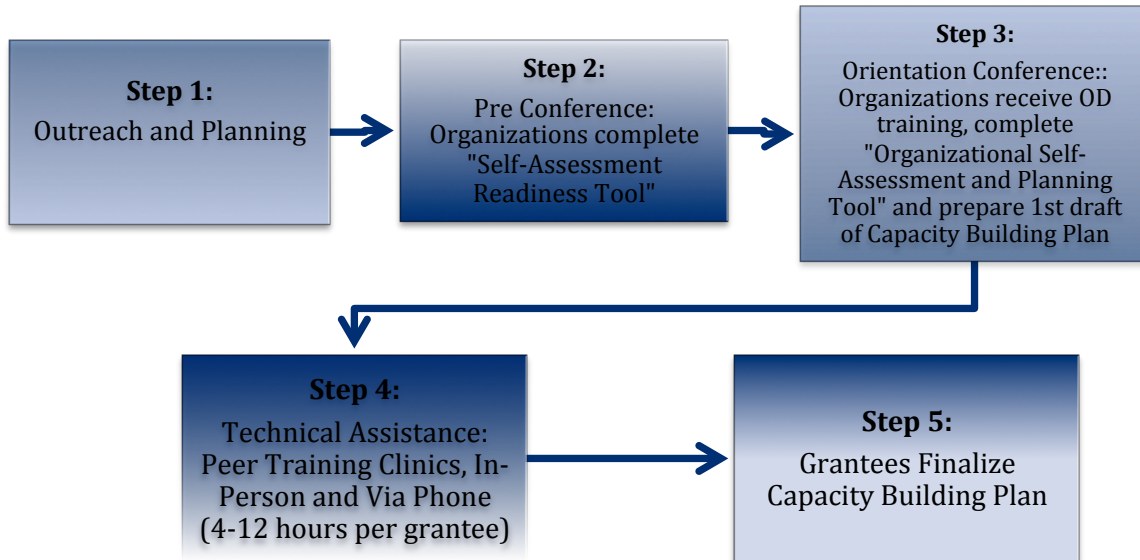 Step 1:
Outreach and Planning
Step 2:
Pre Conference:
Organizations complete
"Self-Assessment
Readiness Tool"
Step 3:
Orientation Conference::
Organizations receive OD
training, complete
"Organizational Self-
Assessment and Planning
Tool" and prepare 1st draft
of Capacity Building Plan
Step 4:
Technical Assistance:
Peer Training Clinics, In-
Person and Via Phone
(4-12 hours per grantee)
Step 5:
Grantees Finalize
Capacity Building Plan